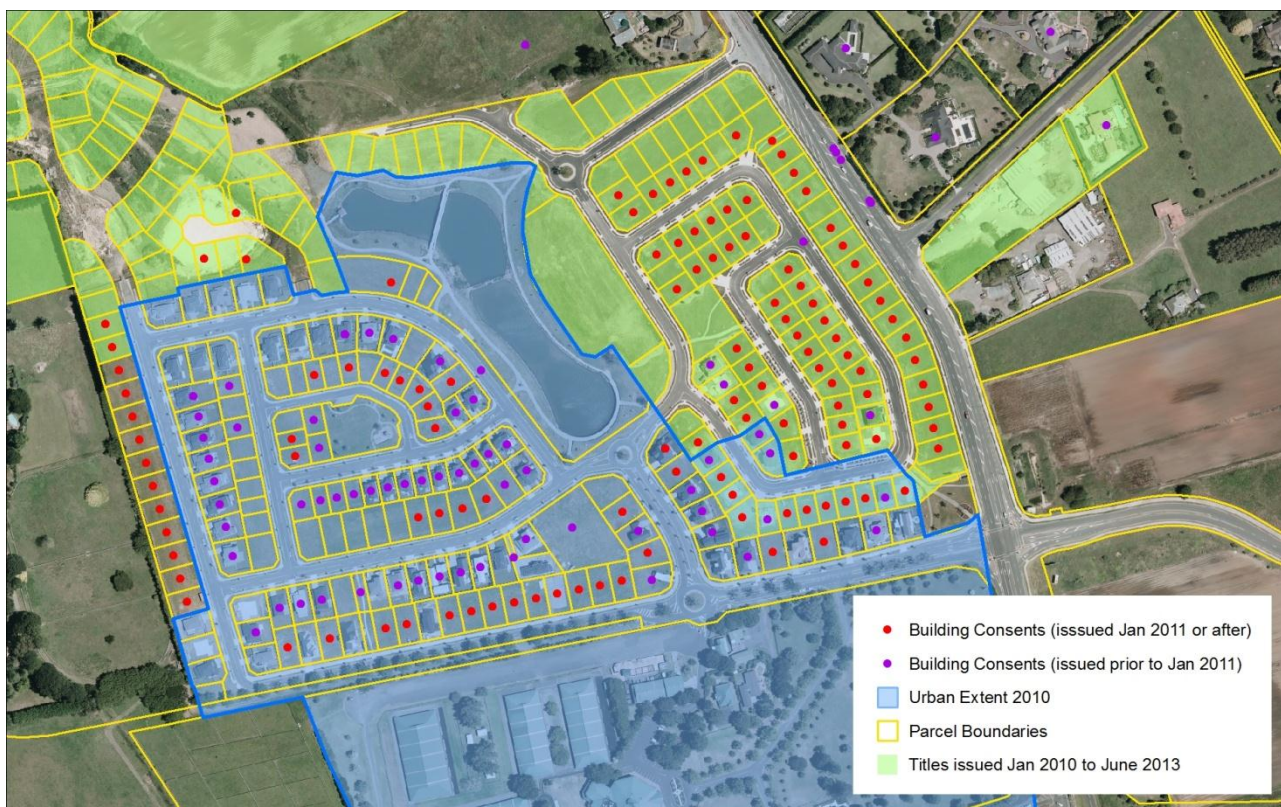 Building Consents (isssued Jan 2011 or after)
Building Consents (issued prior to Jan 2011)
Urban Extent 2010
Parcel Boundaries
Titles issued Jan 2010 to June 2013